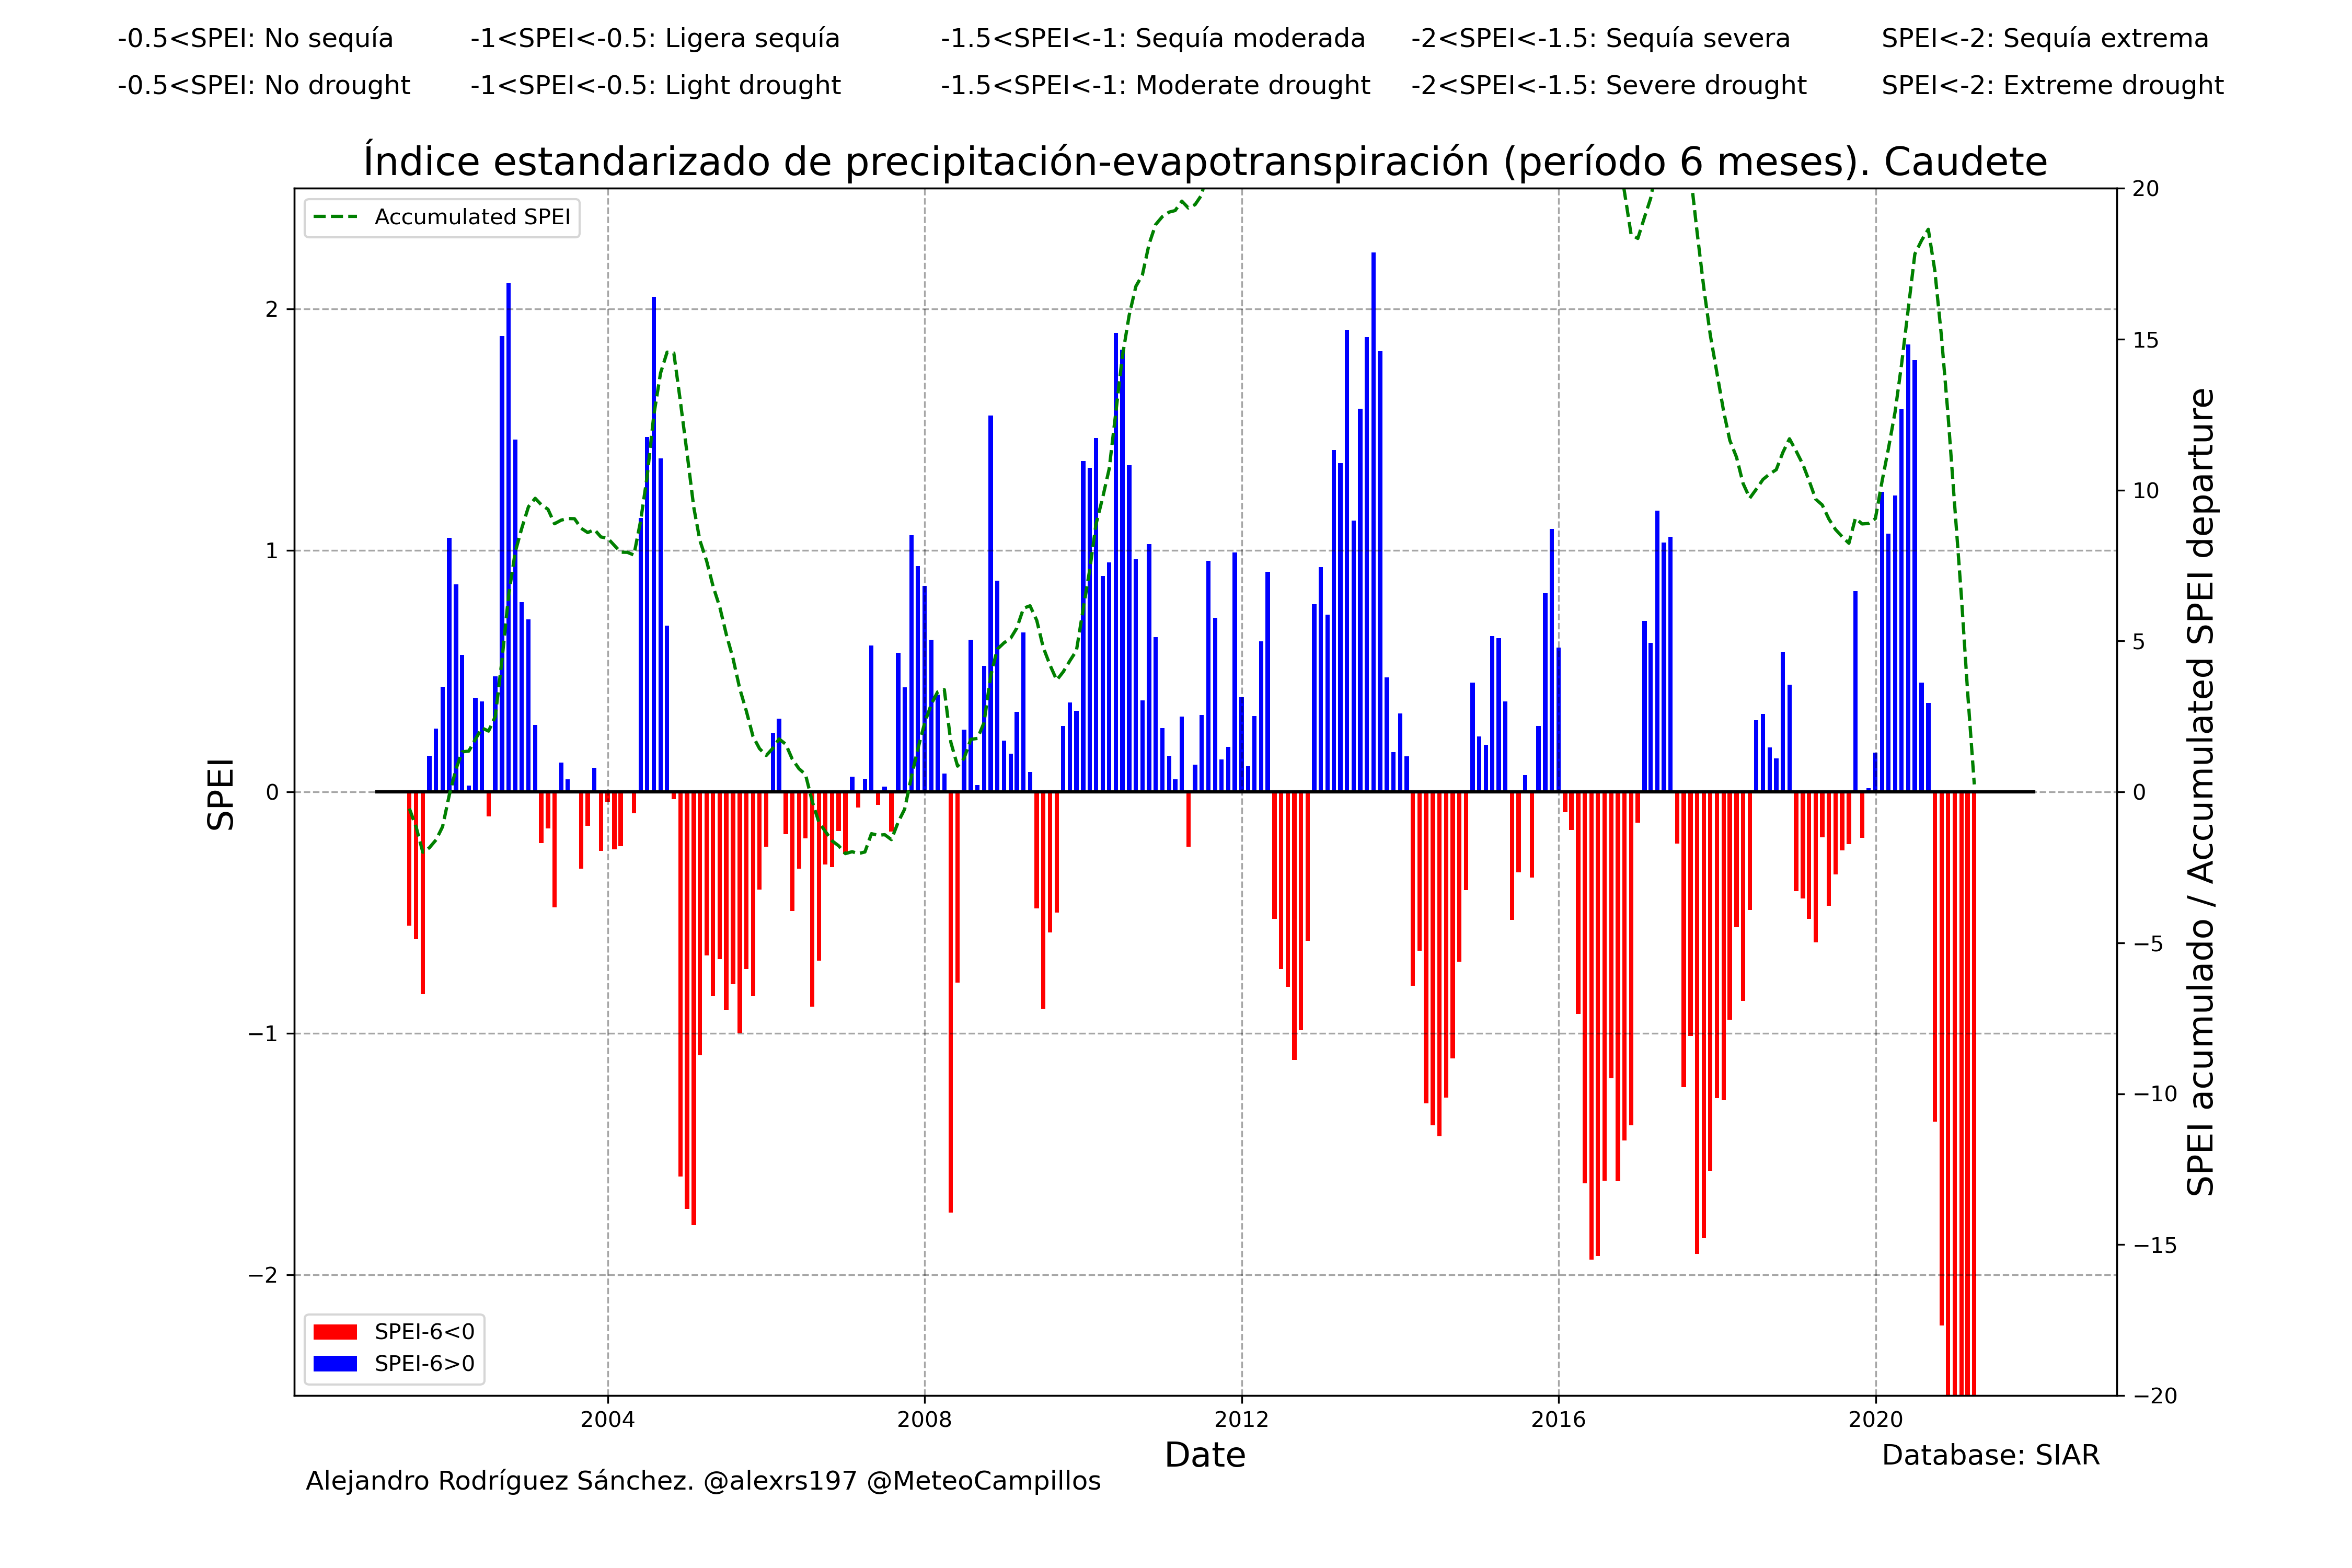 -0.5<SPEI: No sequía -1<SPEI<-0.5: Ligera sequía -1.5<SPEI<-1: Sequía moderada -2<SPEI<-1.5: Sequía severa SPEI<-2: Sequía extrema
-0.5<SPEI: No drought -1<SPEI<-0.5: Light drought -1.5<SPEI<-1: Moderate drought -2<SPEI<-1.5: Severe drought SPEI<-2: Extreme drought
Índice estandarizado de precipitación-evapotranspiración (período 6 meses). Caudete
Accumulated SPEI
SPEI
2
1
0
−1
−2
20
15
10
5
0
−5
−10
−15
−20
SPEI acumulado / Accumulated SPEI departure
SPEI-6<0
SPEI-6>0
2004 2008 2012 2016 2020
Date
Database: SIAR
Alejandro Rodríguez Sánchez. @alexrs197 @MeteoCampillos